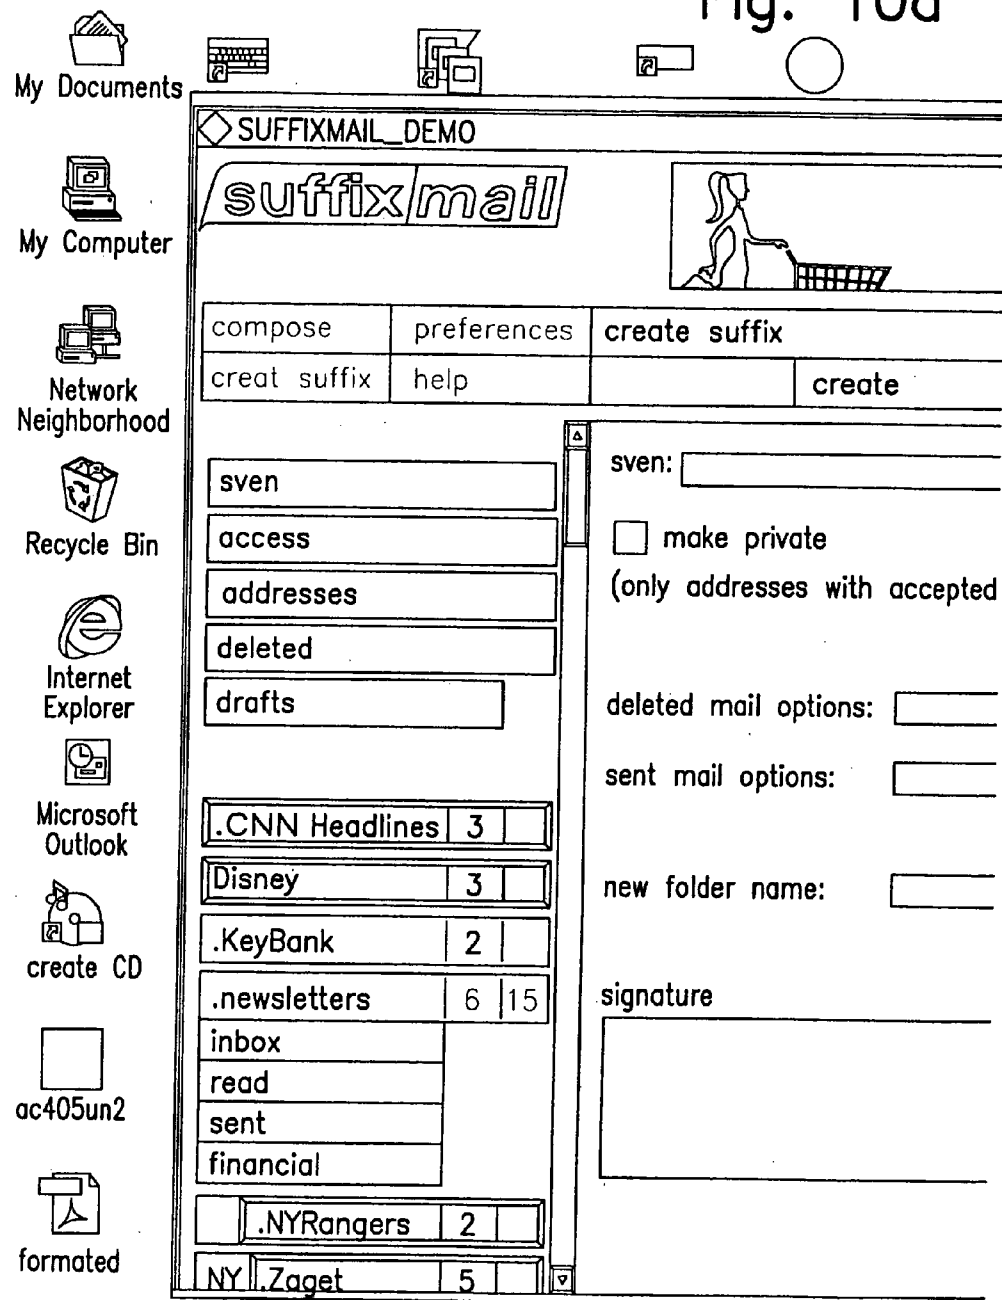 Fig. 10a
My Documents
My Computer
Network
Neighborhood
Recycle Bin
Internet
Explorer
Microsoft
Outlook
create CD
ac405un2
formated
SUFFIXMAIL_DEMO
suffix mail
compose preferences create suffix
creat suffix help create
sven
access
addresses
deleted
drafts
.CNN Headlines 3
Disney 3
.KeyBank 2
.newsletters 6 15
inbox
read
sent
financial
.NYRangers 2
NY .Zaget 5
sven:
make private
(only addresses with accepted
deleted mail options:
sent mail options:
new folder name:
signature